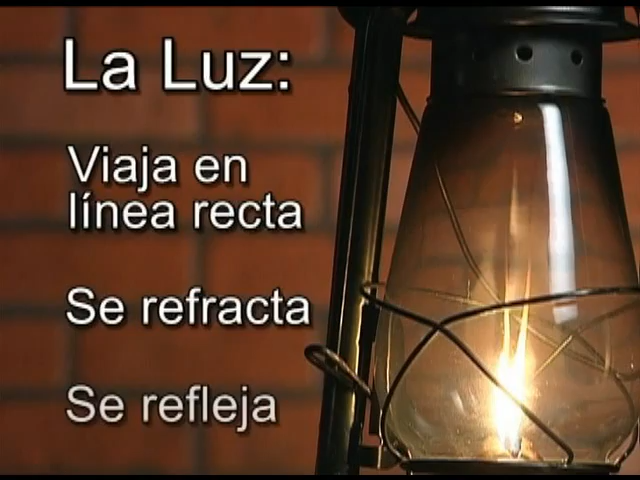 La Luz:
Viaja en
línea recta
Se refracta
Se refleja